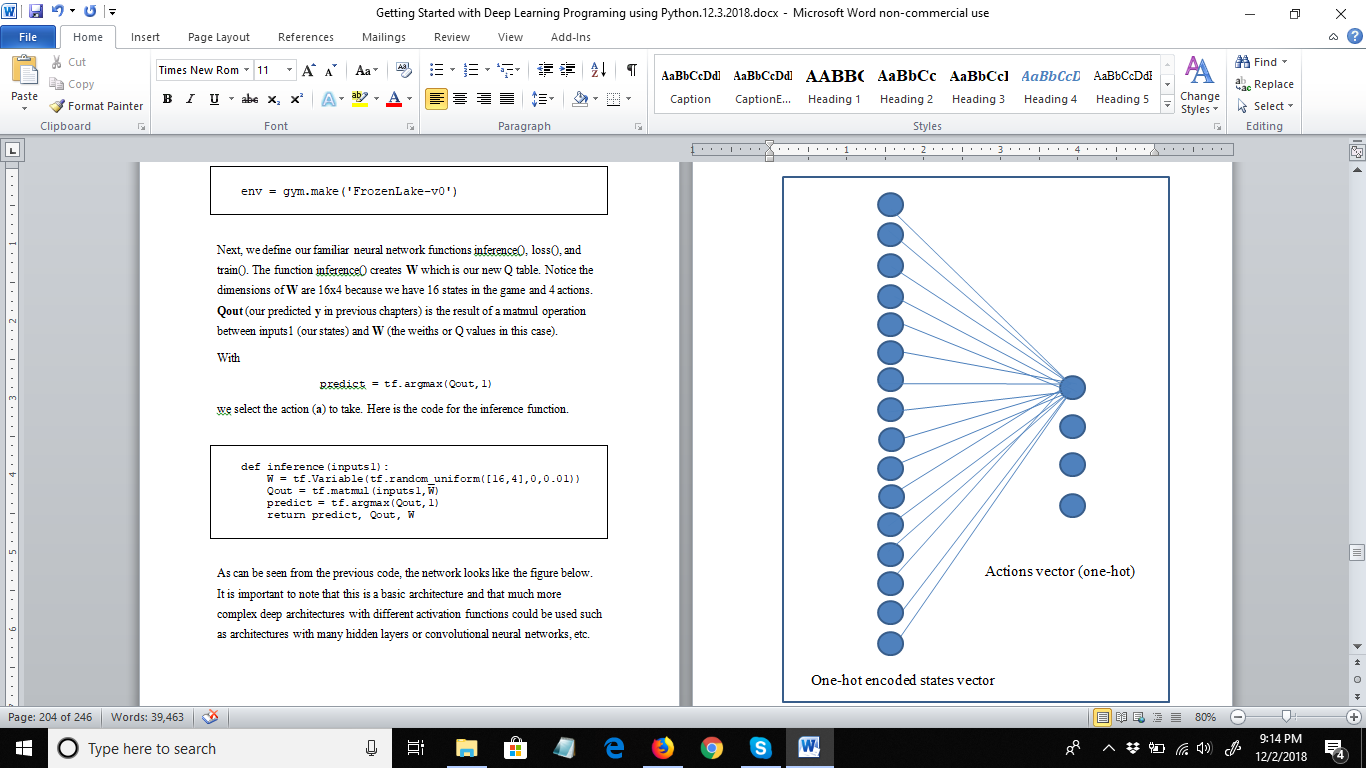 Getting Started with Deep Learning Programing using Python.12.3.2018.docx - Microsoft Word non-commercial use
File Home Insert Page Layout References Mailings Review View Add-Ins
Paste
Cut
Copy
Format Painter
Clipboard
Times New Rom 11
Font
Paragraph
AaBbCcDd AaBbCcDdI AABBC AaBbCc AaBbCcI AaBbCcD AaBbCcDdE
Caption CaptionE... Heading 1 Heading 2 Heading 3 Heading 4 Heading 5
Change
Styles
Styles
Find
Replace
Select
Editing
env = gym.make('FrozenLake-v0')
Next, we define our familiar neural network functions inference(), loss(), and
train(). The function inference() creates W which is our new Q table. Notice the
dimensions of W are 16x4 because we have 16 states in the game and 4 actions.
Qout (our predicted y in previous chapters) is the result of a matmul operation
between inputs1 (our states) and W (the weiths or Q values in this case).
With
predict = tf.argmax(Qout,1)
we select the action (a) to take. Here is the code for the inference function.
def inference(inputs1):
W = tf.Variable(tf.random_uniform([16,4],0,0.01))
Qout = tf.matmul(inputs1,W)
predict = tf.argmax(Qout,1)
return predict, Qout, W
As can be seen from the previous code, the network looks like the figure below.
It is important to note that this is a basic architecture and that much more
complex deep architectures with different activation functions could be used such
as architectures with many hidden layers or convolutional neural networks, etc.
Actions vector (one-hot)
One-hot encoded states vector
Page: 204 of 246 Words: 39,463 80%
Type here to search
9:14 PM
12/2/2018
4